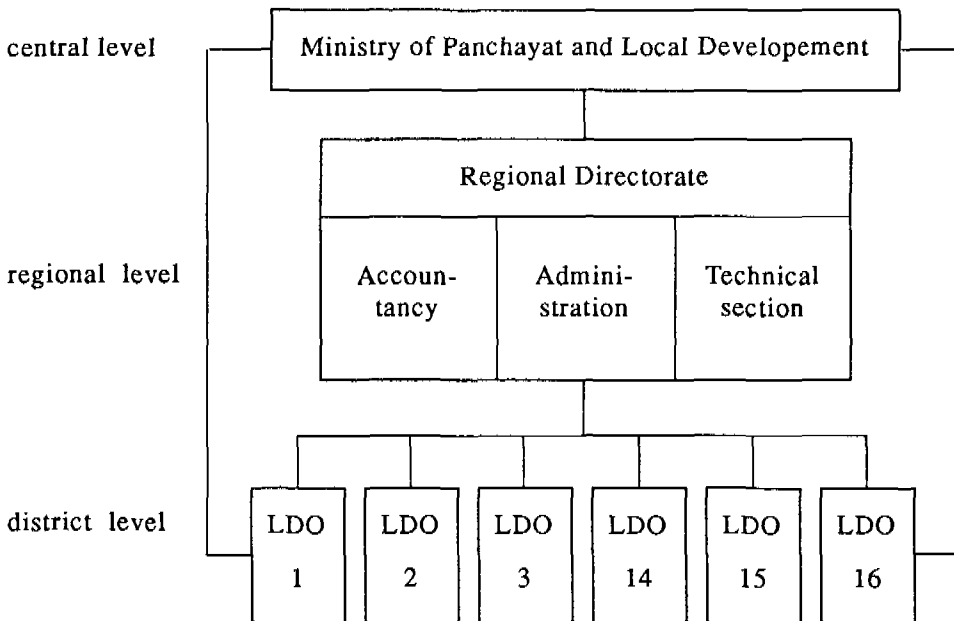 central level
Ministry of Panchayat and Local Developement
Regional Directorate
regional level
Accoun-
tancy
Admini-
stration
Technical
section
district level
LDO
1
LDO
2
LDO
3
LDO
14
LDO
15
LDO
16